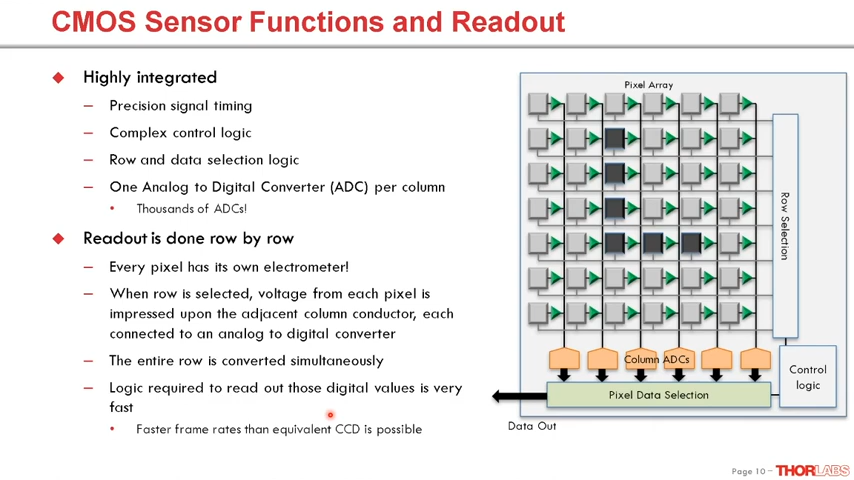 CMOS Sensor Functions and Readout
Highly integrated
– Precision signal timing
– Complex control logic
– Row and data selection logic
– One Analog to Digital Converter (ADC) per column
• Thousands of ADCs!
Readout is done row by row
– Every pixel has its own electrometer!
– When row is selected, voltage from each pixel is
impressed upon the adjacent column conductor, each
connected to an analog to digital converter
– The entire row is converted simultaneously
– Logic required to read out those digital values is very
fast
• Faster frame rates than equivalent CCD is possible
Pixel Array
Row Selection
Column ADCs
Control
logic
Pixel Data Selection
Data Out
Page 10 – THORLABS